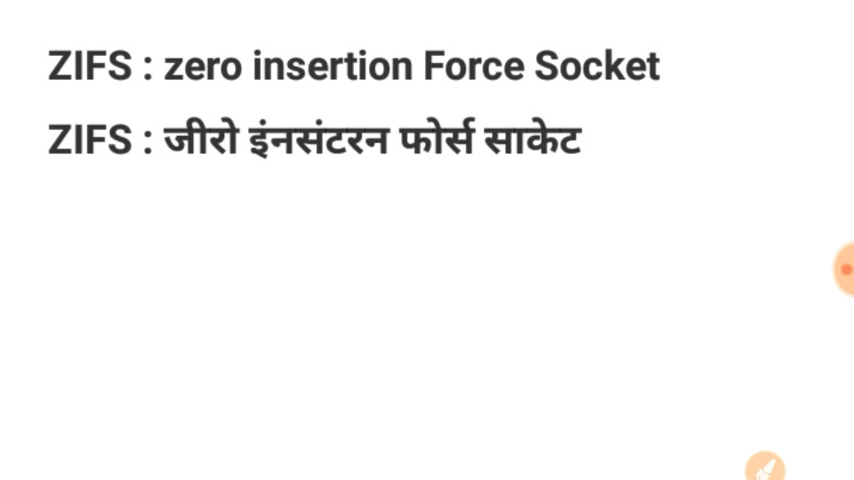 ZIFS : zero insertion Force Socket
ZIFS : जीरो इंनसंटरन फोर्स साकेट